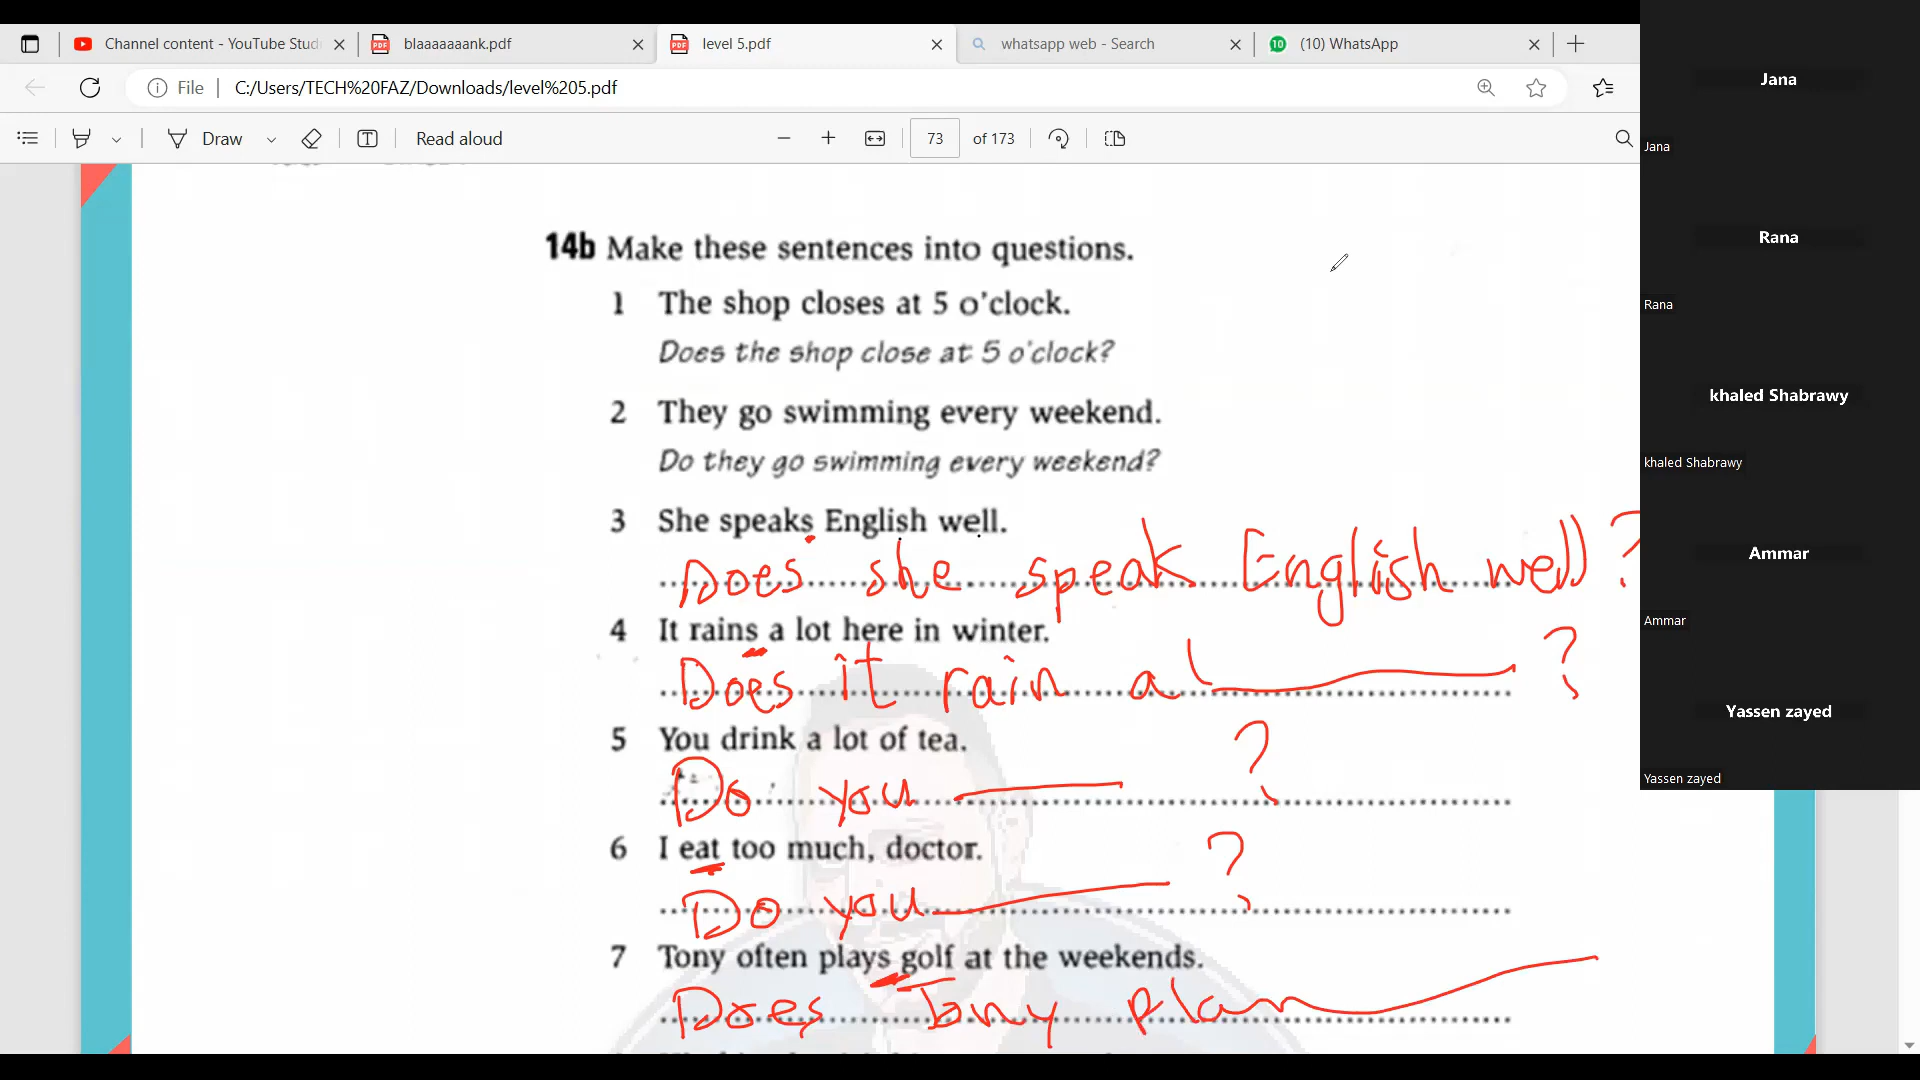 Channel content - YouTube Stud
blaaaaaaank.pdf
level 5.pdf
whatsapp web - Search
10
(10) WhatsApp
File
C:/Users/TECH%20FAZ/Downloads/level%205.pdf
Draw
Read aloud
73
of 173
14b Make these sentences into questions.
1 The shop closes at 5 o'clock.
Does the shop close at 5 o'clock?
2 They go swimming every weekend.
Do they go swimming every weekend?
3 She speaks English well.
Does she speak English well?
4 It rains a lot here in winter.
Does it rain a l ?
5 You drink a lot of tea.
Do you ?
6 I eat too much, doctor.
Do you ?
7 Tony often plays golf at the weekends.
Does Tony
Jana
Jana
Rana
Rana
khaled Shabrawy
khaled Shabrawy
Ammar
Ammar
Yassen zayed
Yassen zayed